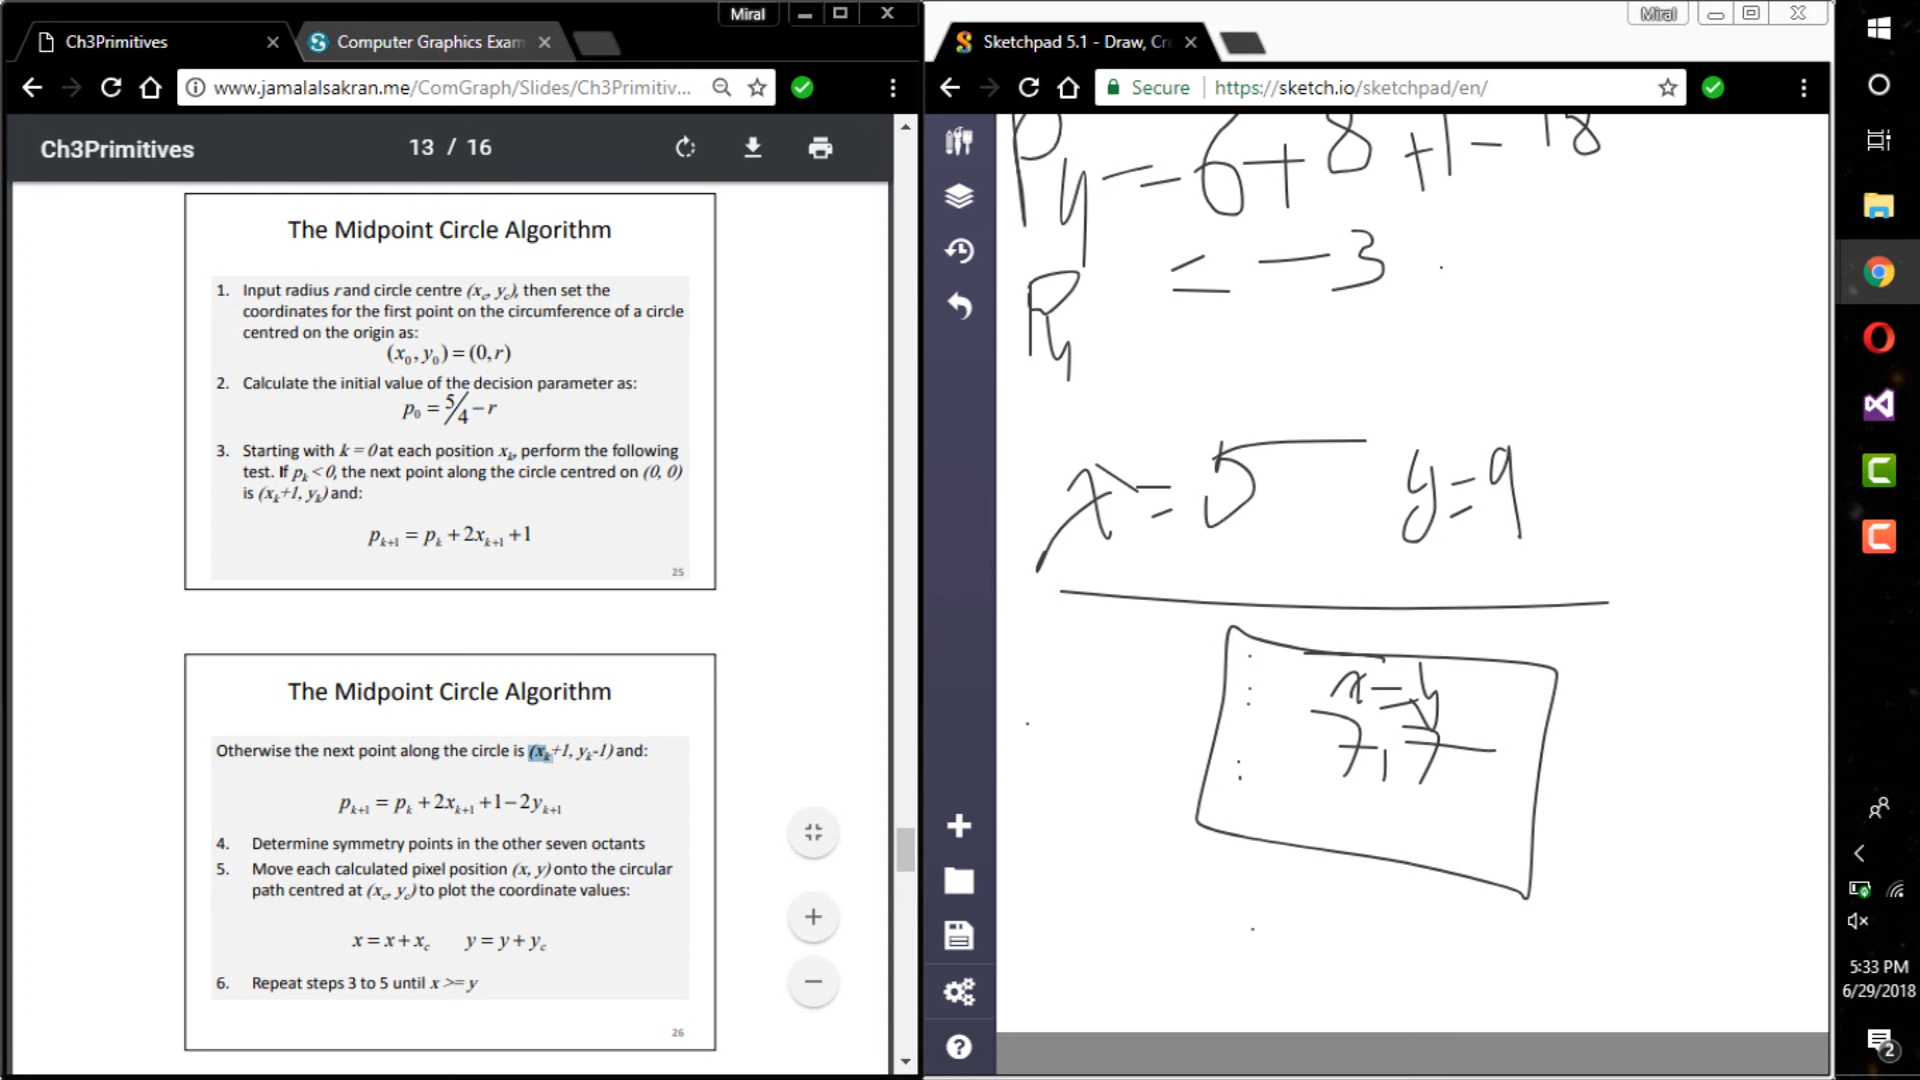 Miral
Ch3Primitives
Computer Graphics Exam
www.jamalalsakran.me/ComGraph/Slides/Ch3Primitiv...
Ch3Primitives
13 / 16
The Midpoint Circle Algorithm
1. Input radius r and circle centre (xc, yc), then set the
coordinates for the first point on the circumference of a circle
centred on the origin as:
(x0, y0) = (0, r)
2. Calculate the initial value of the decision parameter as:
p0 = 5/4 − r
3. Starting with k = 0 at each position xk, perform the following
test. If pk < 0, the next point along the circle centred on (0, 0)
is (xk+1, yk) and:
pk+1 = pk + 2xk+1 + 1
25
The Midpoint Circle Algorithm
Otherwise the next point along the circle is (xk+1, yk-1) and:
pk+1 = pk + 2xk+1 + 1 − 2yk+1
4. Determine symmetry points in the other seven octants
5. Move each calculated pixel position (x, y) onto the circular
path centred at (xc, yc) to plot the coordinate values:
x = x + xc y = y + yc
6. Repeat steps 3 to 5 until x >= y
26
Miral
Sketchpad 5.1 - Draw, Cr
Secure https://sketch.io/sketchpad/en/
P4 = 6 + 8 + 1 - 18
= -3
P4
x = 5 y = 9
x = y
7, 7
5:33 PM
6/29/2018
2